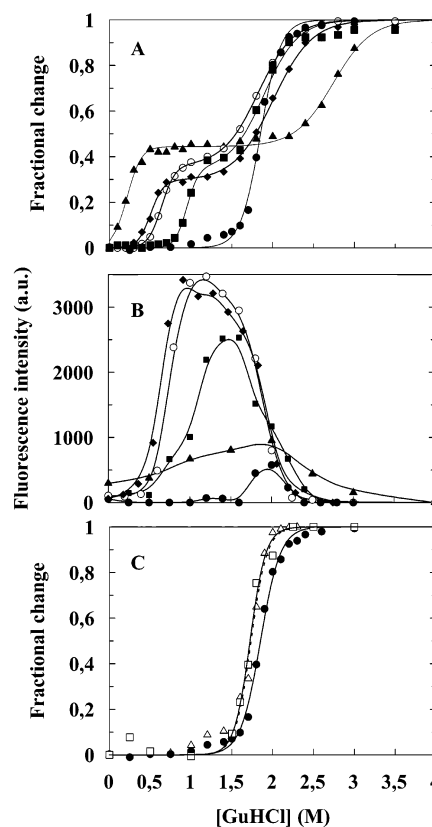 A
Fractional change
1
0,8
0,6
0,4
0,2
0
B
Fluorescence intensity (a.u.)
3000
2000
1000
0
C
Fractional change
1
0,8
0,6
0,4
0,2
0
0 0,5 1 1,5 2 2,5 3 3,5 4
[GuHCl] (M)